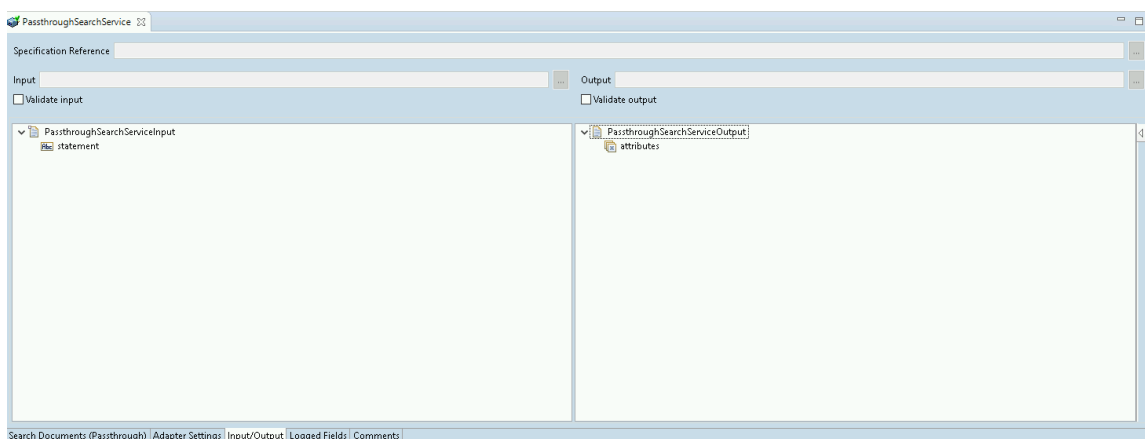 PassthroughSearchService
Specification Reference
...
Input
...
Output
...
Validate input
Validate output
PassthroughSearchServiceInput
Abc statement
PassthroughSearchServiceOutput
attributes
Search Documents (Passthrough) Adapter Settings Input/Output Logged Fields Comments